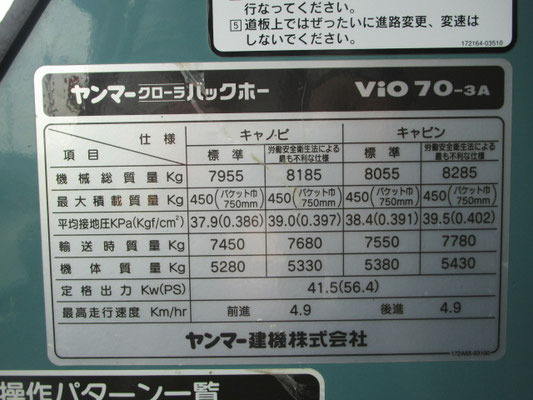 行なってください。
5 道板上ではぜったいに進路変更、変速は
しないでください。
172164-03510
ヤンマークローラバックホー ViO 70-3A
仕様 キャノピ キャビン
項目 標準 労働安全衛生法による最も不利な仕様 標準 労働安全衛生法による最も不利な仕様
機械総質量 Kg 7955 8185 8055 8285
最大積載質量 Kg 450(バケット巾750mm) 450(バケット巾750mm) 450(バケット巾750mm) 450(バケット巾750mm)
平均接地圧 KPa(Kgf/cm²) 37.9(0.386) 39.0(0.397) 38.4(0.391) 39.5(0.402)
輸送時質量 Kg 7450 7680 7550 7780
機体質量 Kg 5280 5330 5380 5430
定格出力 Kw(PS) 41.5(56.4)
最高走行速度 Km/hr 前進 4.9 後進 4.9
ヤンマー建機株式会社
操作パターン一覧